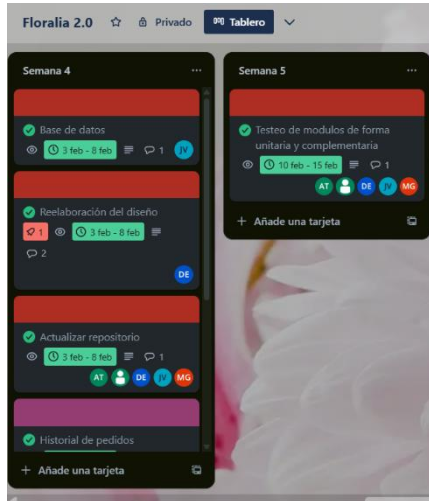 Floralia 2.0 Privado Tablero
Semana 4
Base de datos
3 feb - 8 feb 1 JV
Reelaboración del diseño
1 3 feb - 8 feb
2
DE
Actualizar repositorio
3 feb - 8 feb 1
AT DE JV MG
Historial de pedidos
+ Añade una tarjeta
Semana 5
Testeo de modulos de forma
unitaria y complementaria
10 feb - 15 feb 1
AT DE JV MG
+ Añade una tarjeta